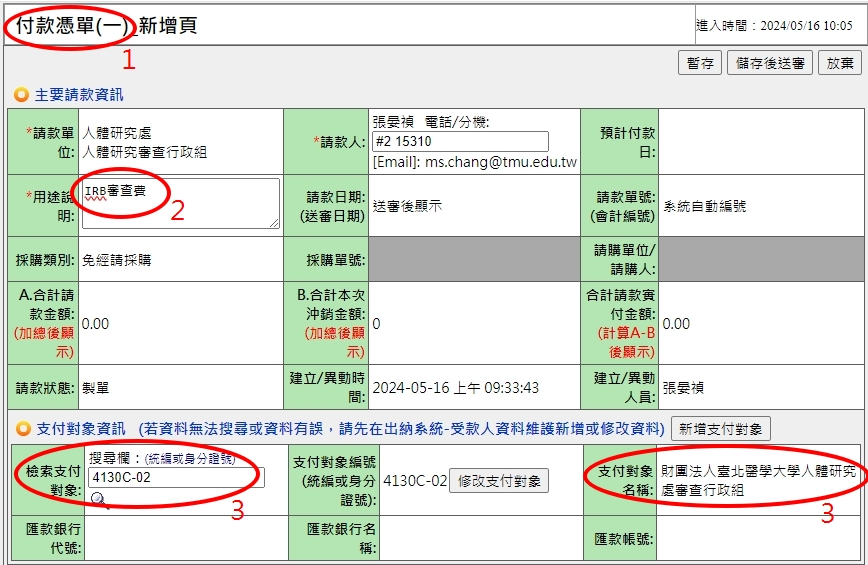 付款憑單(一)_新增頁
進入時間：2024/05/16 10:05
1
暫存
儲存後送審
放棄
主要請款資訊
*請款單
位:
人體研究處
人體研究審查行政組
*請款人:
張晏禎 電話/分機:
#2 15310
[Email]: ms.chang@tmu.edu.tw
預計付款
日:
*用途說
明:
IRB審查費
2
請款日期:
(送審日期)
送審後顯示
請款單號:
(會計編號)
系統自動編號
採購類別:
免經請採購
採購單號:
請購單位/
請購人:
A.合計請
款金額:
(加總後顯
示)
0.00
B.合計本次
沖銷金額:
(加總後顯
示)
0
合計請款實
付金額:
(計算A-B
後顯示)
0.00
請款狀態:
製單
建立/異動時
間:
2024-05-16 上午 09:33:43
建立/異動
人員:
張晏禎
支付對象資訊 (若資料無法搜尋或資料有誤，請先在出納系統-受款人資料維護新增或修改資料)
新增支付對象
檢索支付
對象:
搜尋欄：(統編或身分證號)
4130C-02
3
支付對象編號
(統編或身分
證號):
4130C-02
修改支付對象
支付對象
名稱:
財團法人臺北醫學大學人體研究
處審查行政組
3
匯款銀行
代號:
匯款銀行名
稱:
匯款帳號: